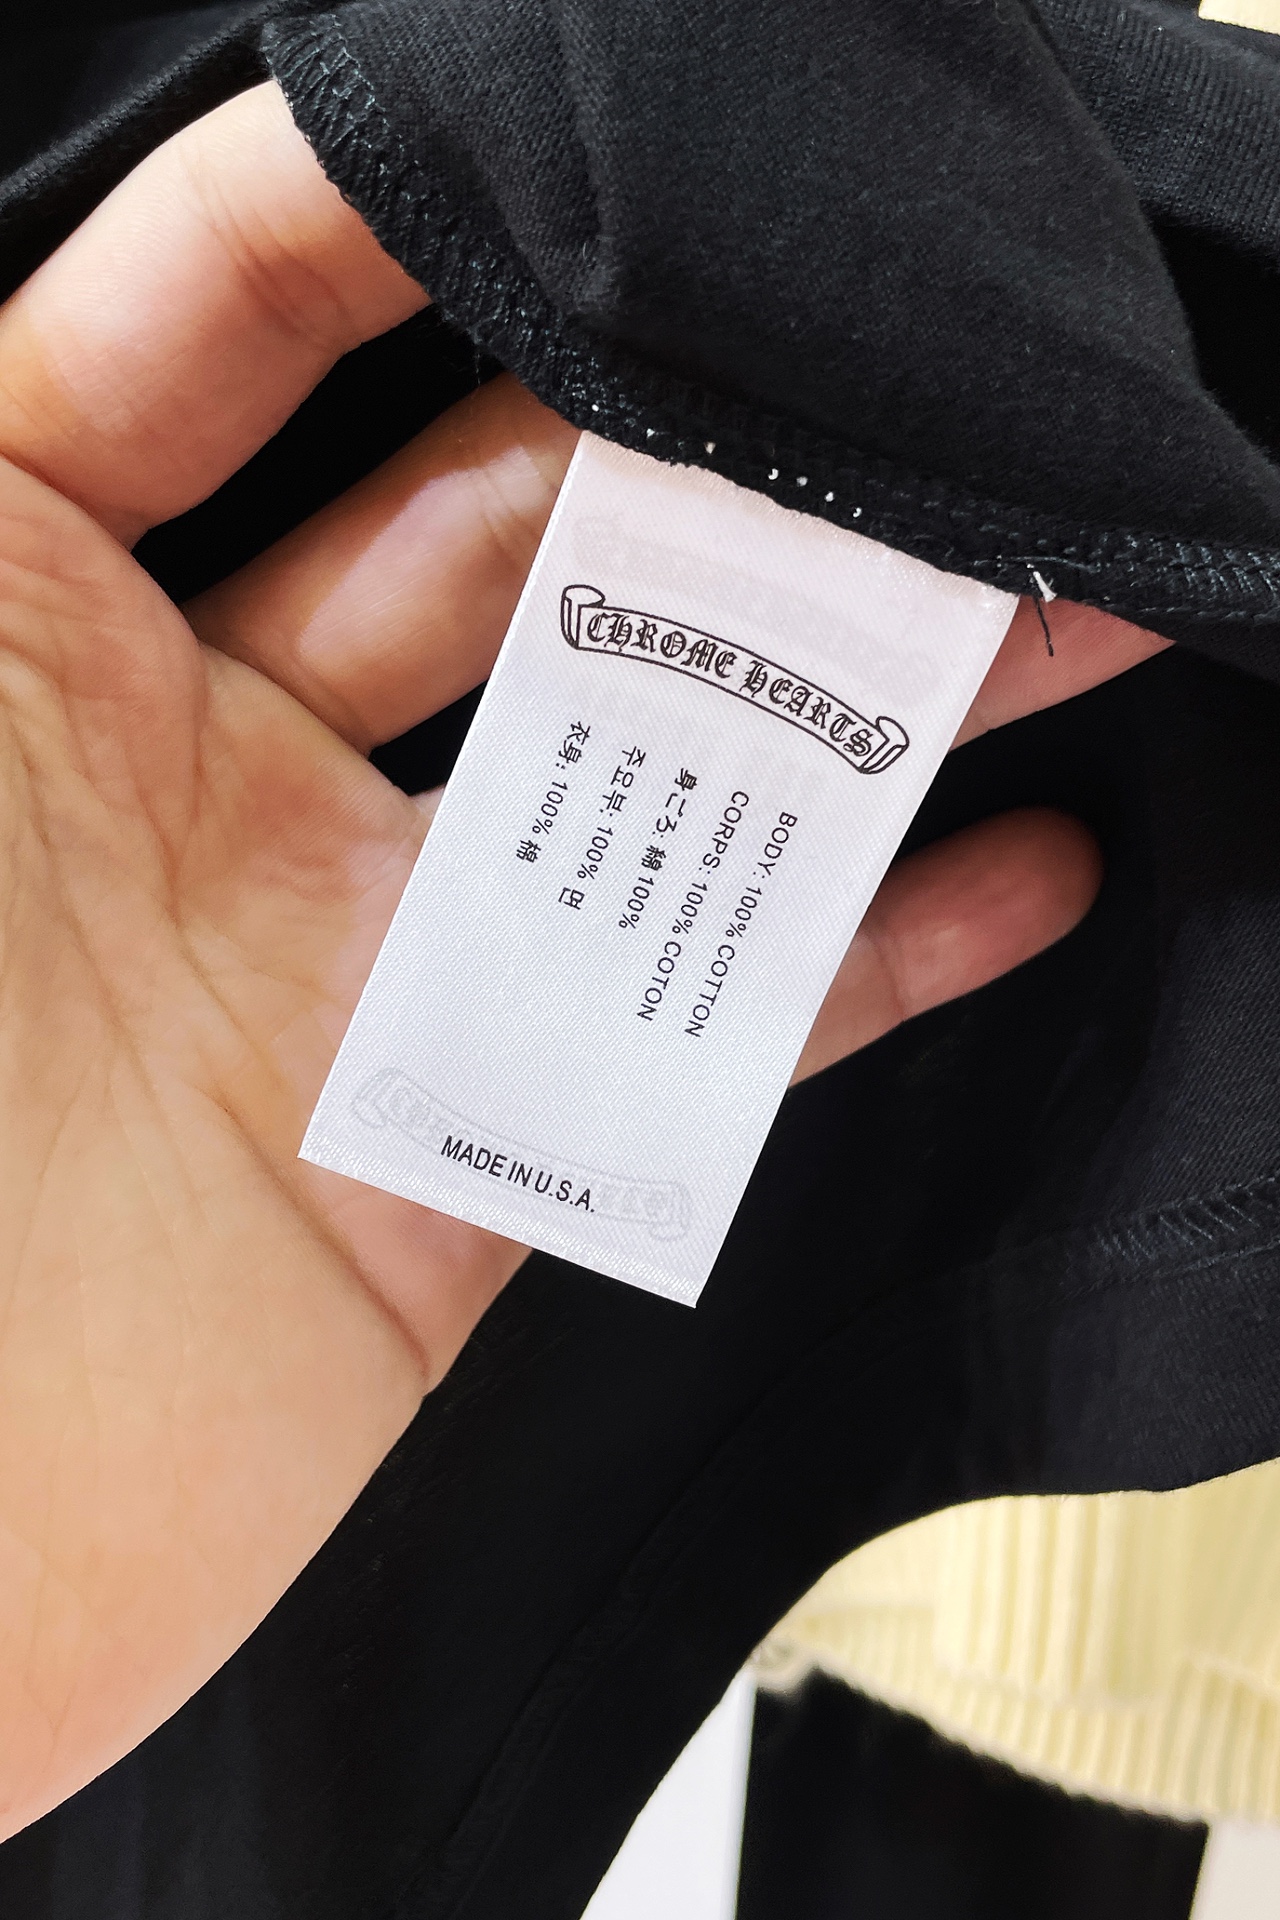 CHROME HEARTS
BODY: 100% COTTON
CORPS: 100% COTON
身ごろ: 綿 100%
주요부: 100% 면
衣身:: 100% 棉
MADE IN U.S.A.